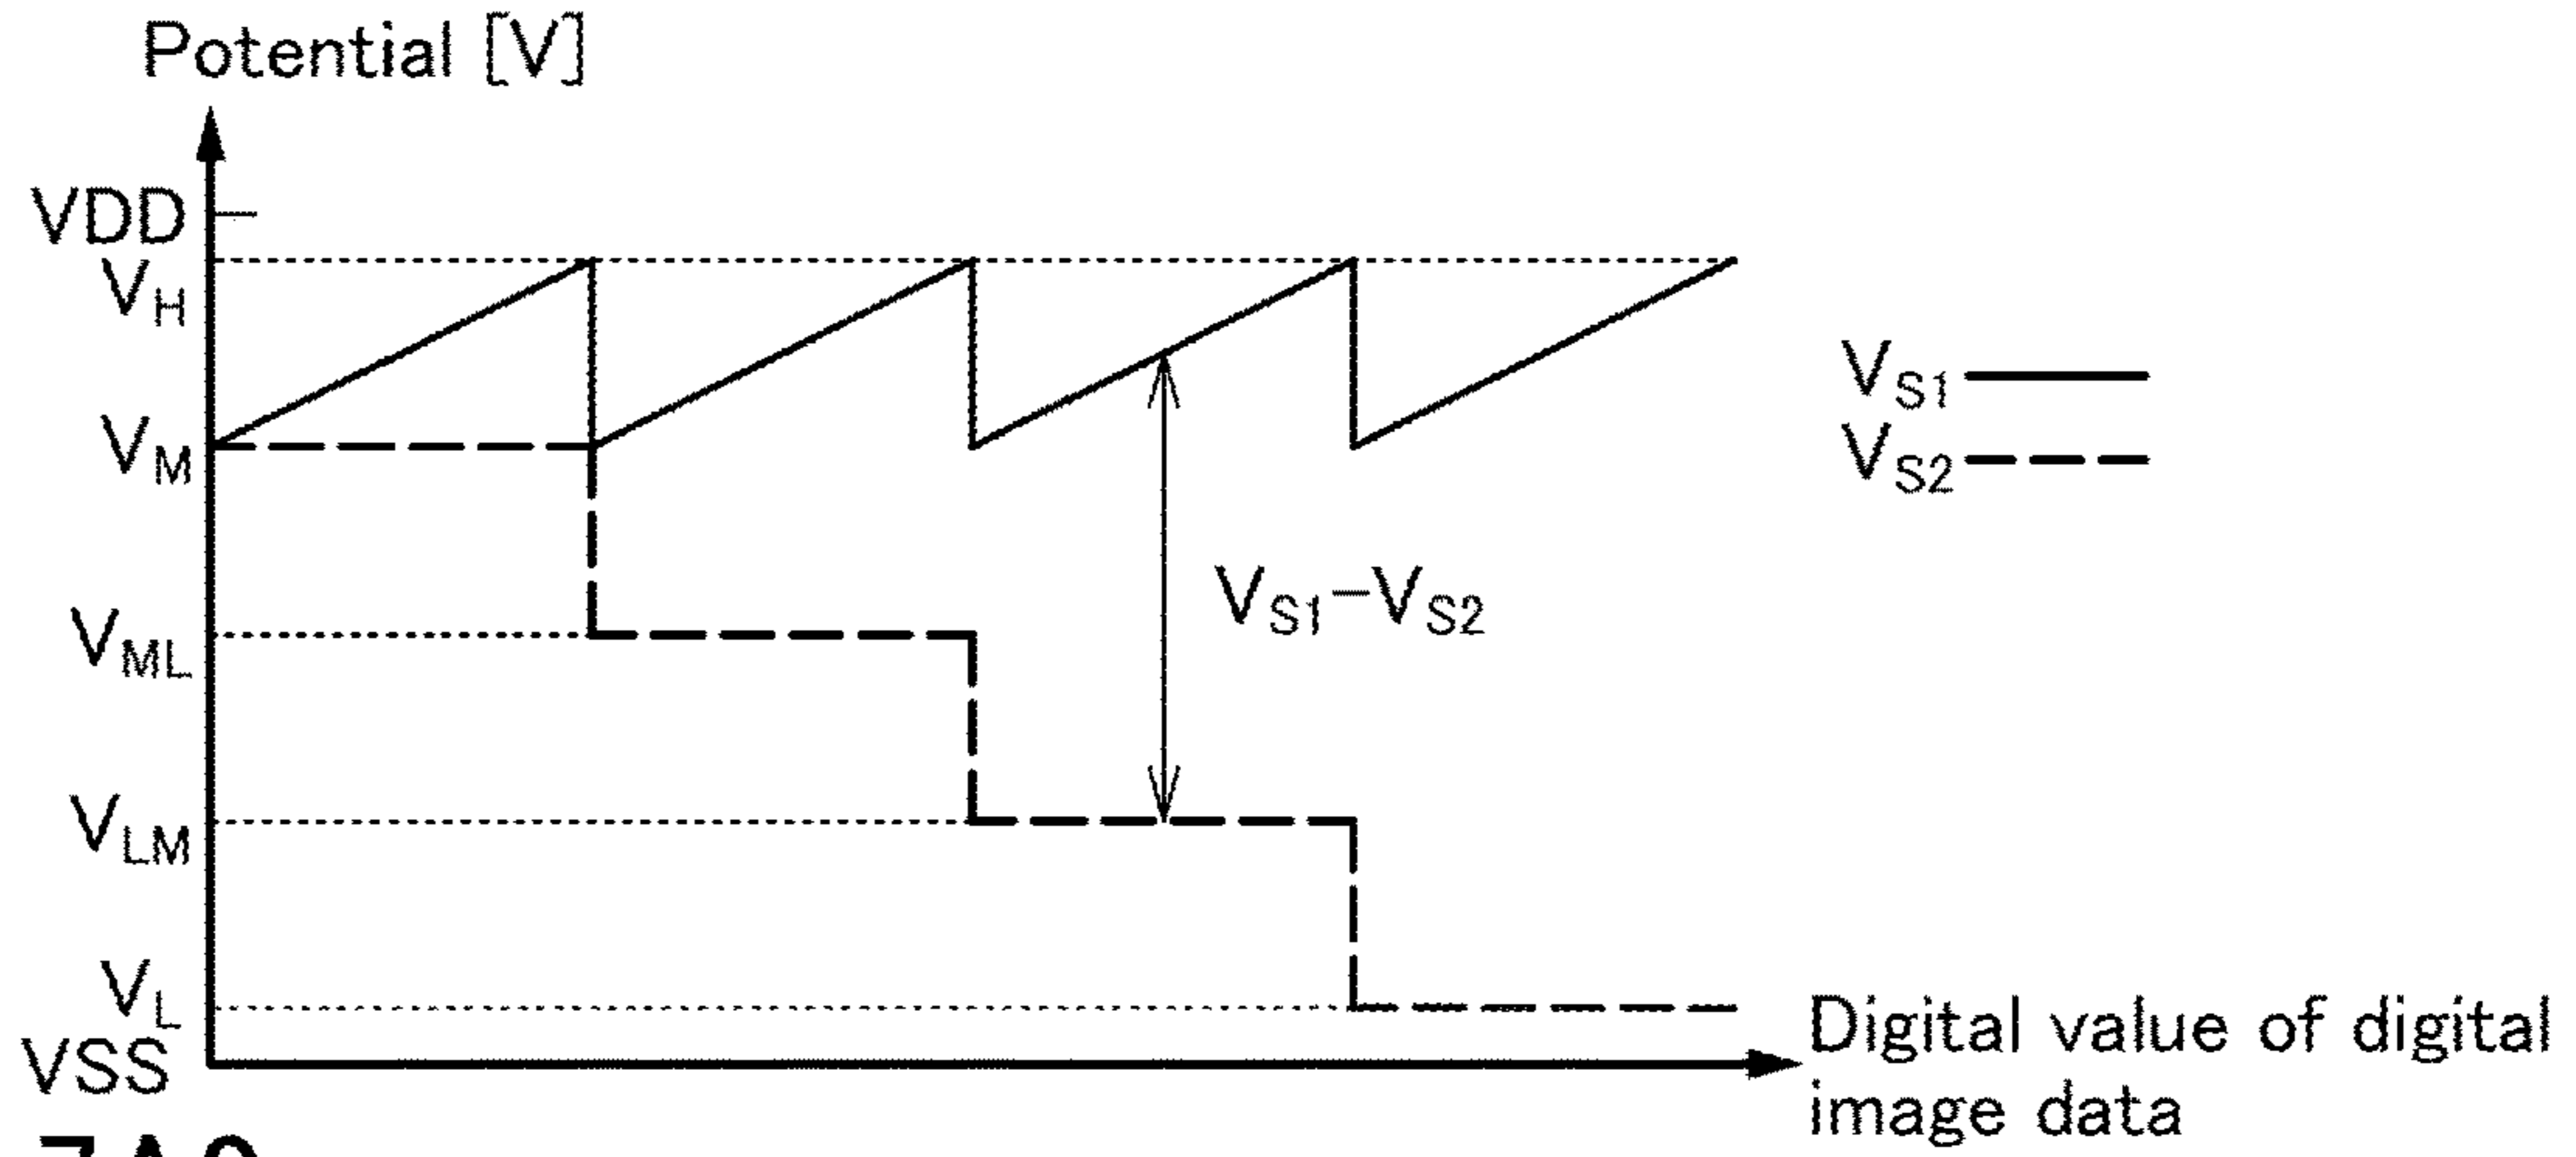 Potential [V]
VDD
VH
VM
VML
VLM
VL
VSS
VS1
VS2
VS1−VS2
Digital value of digital
image data